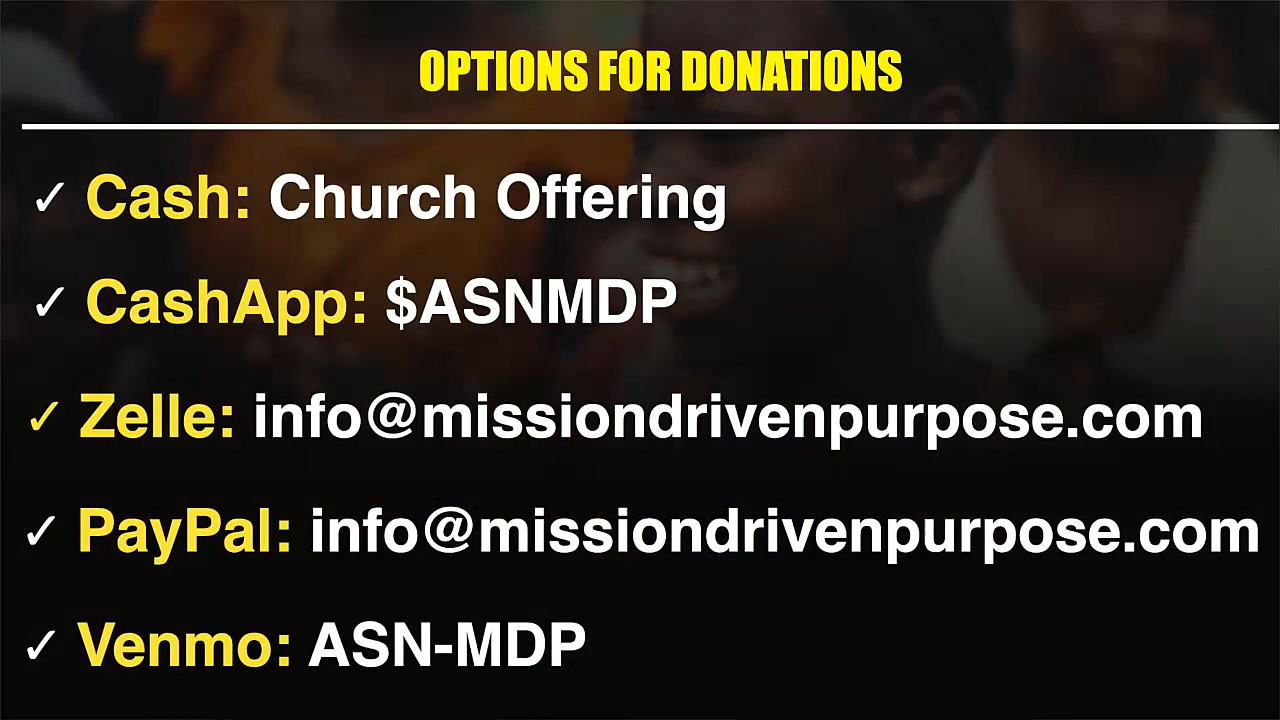 OPTIONS FOR DONATIONS
✓ Cash: Church Offering
✓ CashApp: $ASNMDP
✓ Zelle: info@missiondrivenpurpose.com
✓ PayPal: info@missiondrivenpurpose.com
✓ Venmo: ASN-MDP